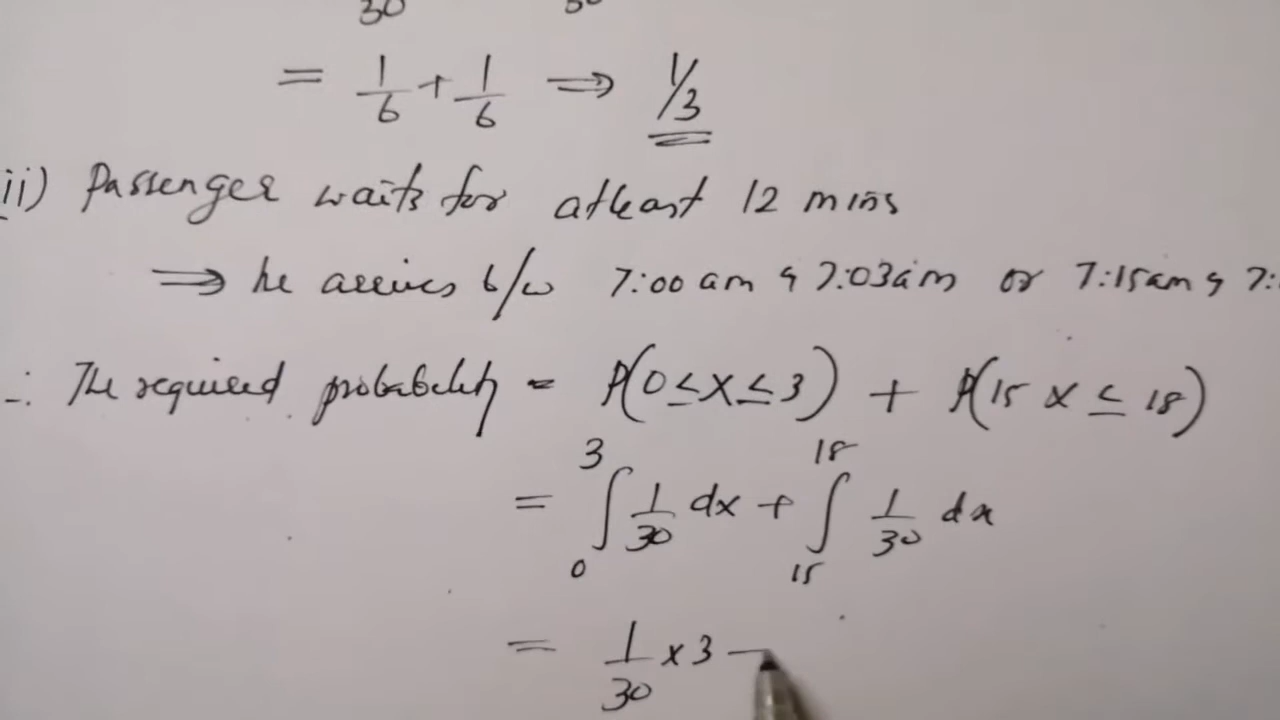 30 30
= 1/6 + 1/6 ⇒ 1/3
ii) Passenger waits for atleast 12 mins
⇒ he arrives b/w 7:00 am & 7:03 am or 7:15 am & 7:
∴ The required probability = P(0 ≤ X ≤ 3) + P(15 X ≤ 18)
= ∫₀³ 1/30 dx + ∫₁₅¹⁸ 1/30 dx
= 1/30 × 3 −